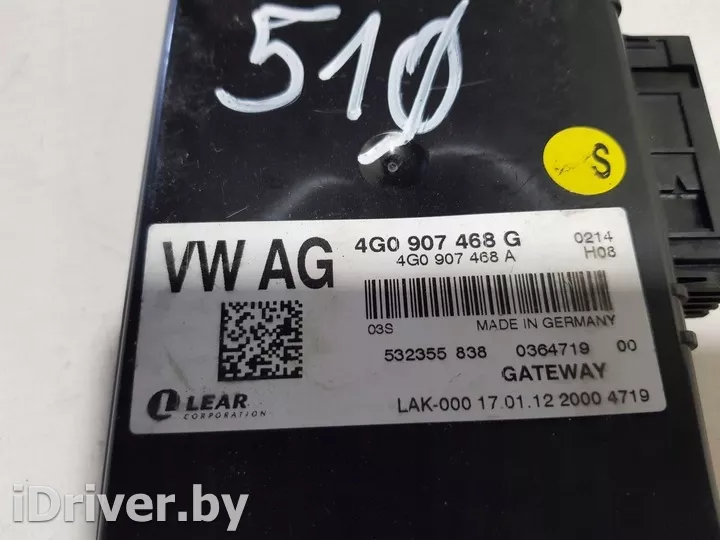 510
S
VW AG
4G0 907 468 G
0214
4G0 907 468 A
H08
03S
MADE IN GERMANY
532355 838
0364719
00
GATEWAY
LEAR
CORPORATION
LAK-000 17.01.12 2000 4719
iDriver.by